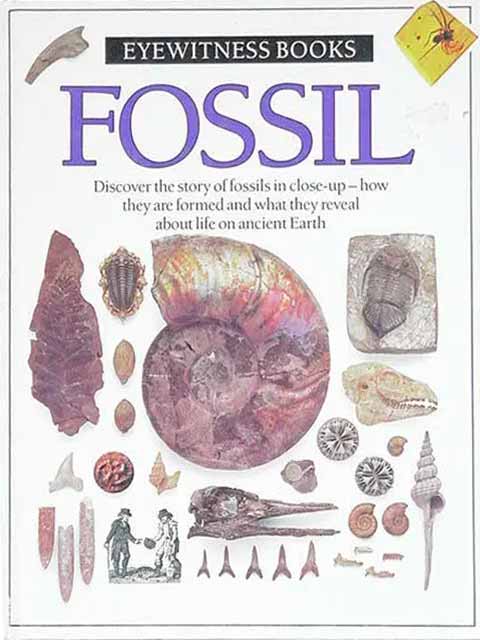 EYEWITNESS BOOKS
FOSSIL
Discover the story of fossils in close-up – how
they are formed and what they reveal
about life on ancient Earth